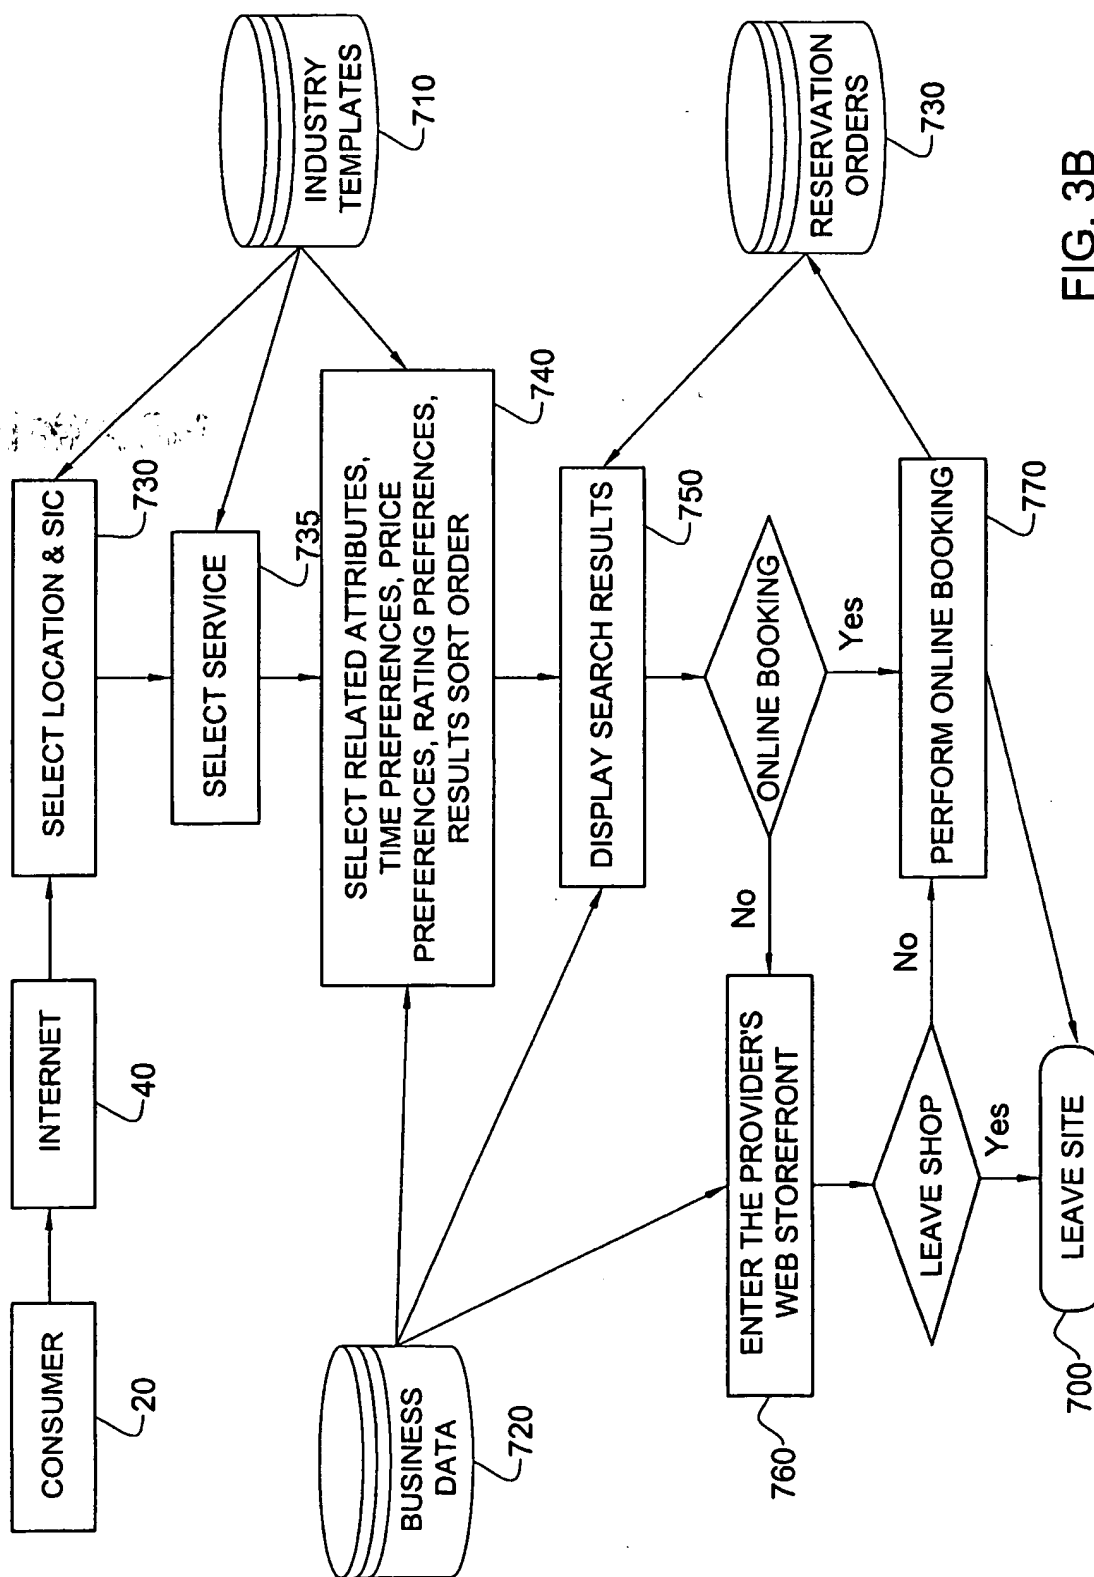 CONSUMER
20
INTERNET
40
SELECT LOCATION & SIC
730
SELECT SERVICE
735
INDUSTRY
TEMPLATES
710
SELECT RELATED ATTRIBUTES,
TIME PREFERENCES, PRICE
PREFERENCES, RATING PREFERENCES,
RESULTS SORT ORDER
740
BUSINESS
DATA
720
DISPLAY SEARCH RESULTS
750
ONLINE BOOKING
No
Yes
RESERVATION
ORDERS
730
ENTER THE PROVIDER'S
WEB STOREFRONT
760
PERFORM ONLINE BOOKING
770
LEAVE SHOP
No
Yes
LEAVE SITE
700
FIG. 3B